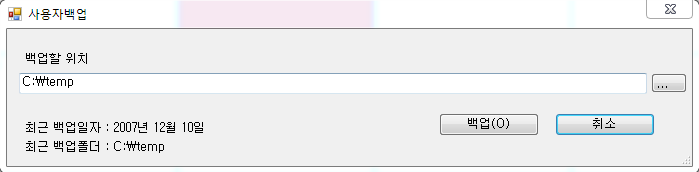 사용자백업
백업할 위치
C:₩temp
...
최근 백업일자 : 2007년 12월 10일
백업(O)
취소
최근 백업폴더 : C:₩temp